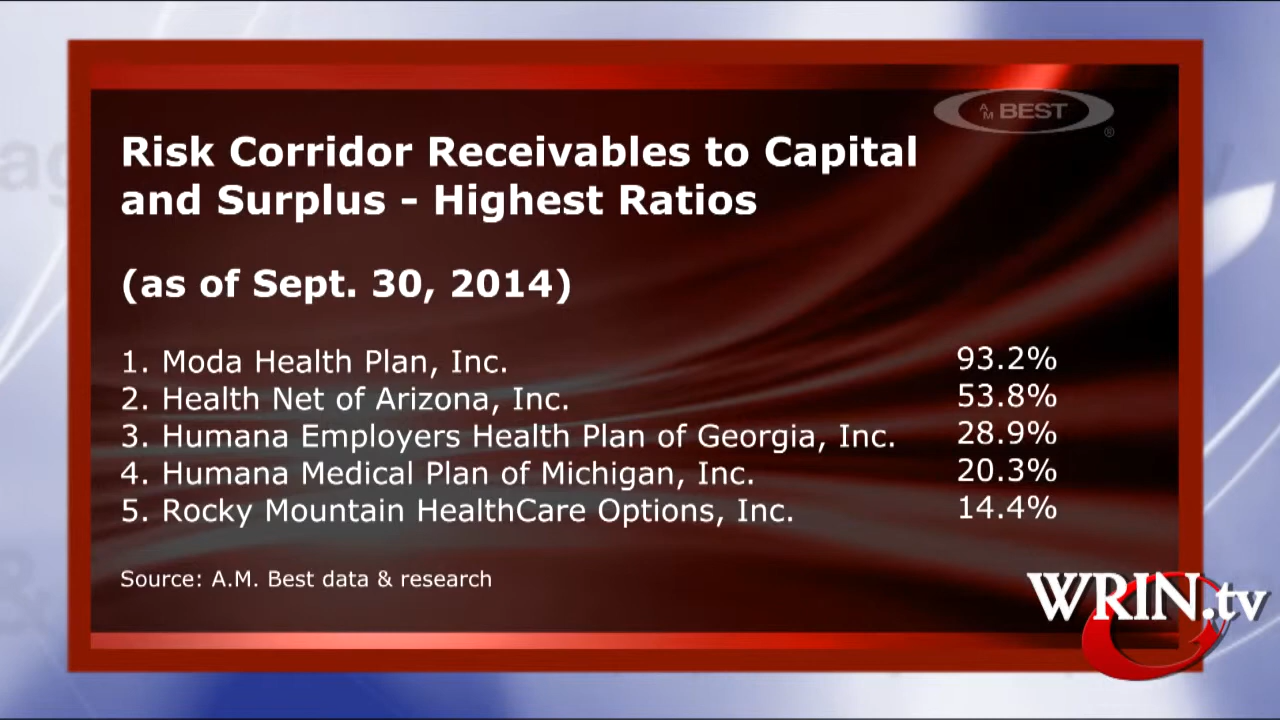 A M BEST ®
Risk Corridor Receivables to Capital
and Surplus - Highest Ratios
(as of Sept. 30, 2014)
1. Moda Health Plan, Inc. 93.2%
2. Health Net of Arizona, Inc. 53.8%
3. Humana Employers Health Plan of Georgia, Inc. 28.9%
4. Humana Medical Plan of Michigan, Inc. 20.3%
5. Rocky Mountain HealthCare Options, Inc. 14.4%
Source: A.M. Best data & research
WRIN.tv